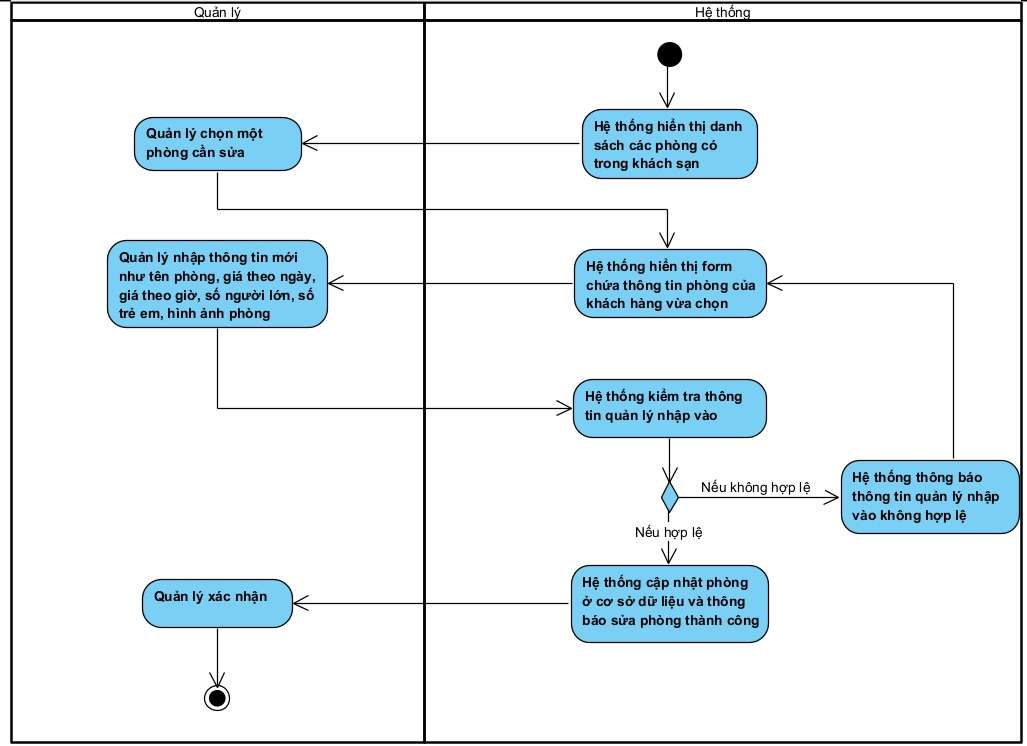 Quản lý
Hệ thống
Hệ thống hiển thị danh
sách các phòng có
trong khách sạn
Quản lý chọn một
phòng cần sửa
Hệ thống hiển thị form
chứa thông tin phòng của
khách hàng vừa chọn
Quản lý nhập thông tin mới
như tên phòng, giá theo ngày,
giá theo giờ, số người lớn, số
trẻ em, hình ảnh phòng
Hệ thống kiểm tra thông
tin quản lý nhập vào
Nếu không hợp lệ
Hệ thống thông báo
thông tin quản lý nhập
vào không hợp lệ
Nếu hợp lệ
Hệ thống cập nhật phòng
ở cơ sở dữ liệu và thông
báo sửa phòng thành công
Quản lý xác nhận